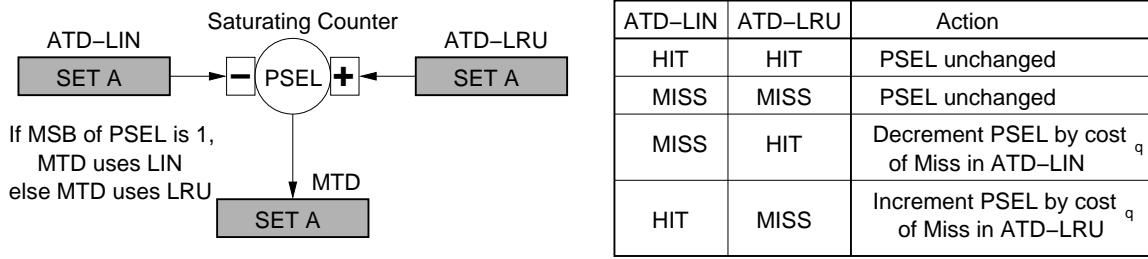 Saturating Counter
ATD−LIN
ATD−LRU
SET A
− PSEL +
SET A
If MSB of PSEL is 1,
MTD uses LIN
else MTD uses LRU
MTD
SET A
ATD−LIN ATD−LRU Action
HIT HIT PSEL unchanged
MISS MISS PSEL unchanged
MISS HIT Decrement PSEL by cost q
of Miss in ATD−LIN
HIT MISS Increment PSEL by cost q
of Miss in ATD−LRU